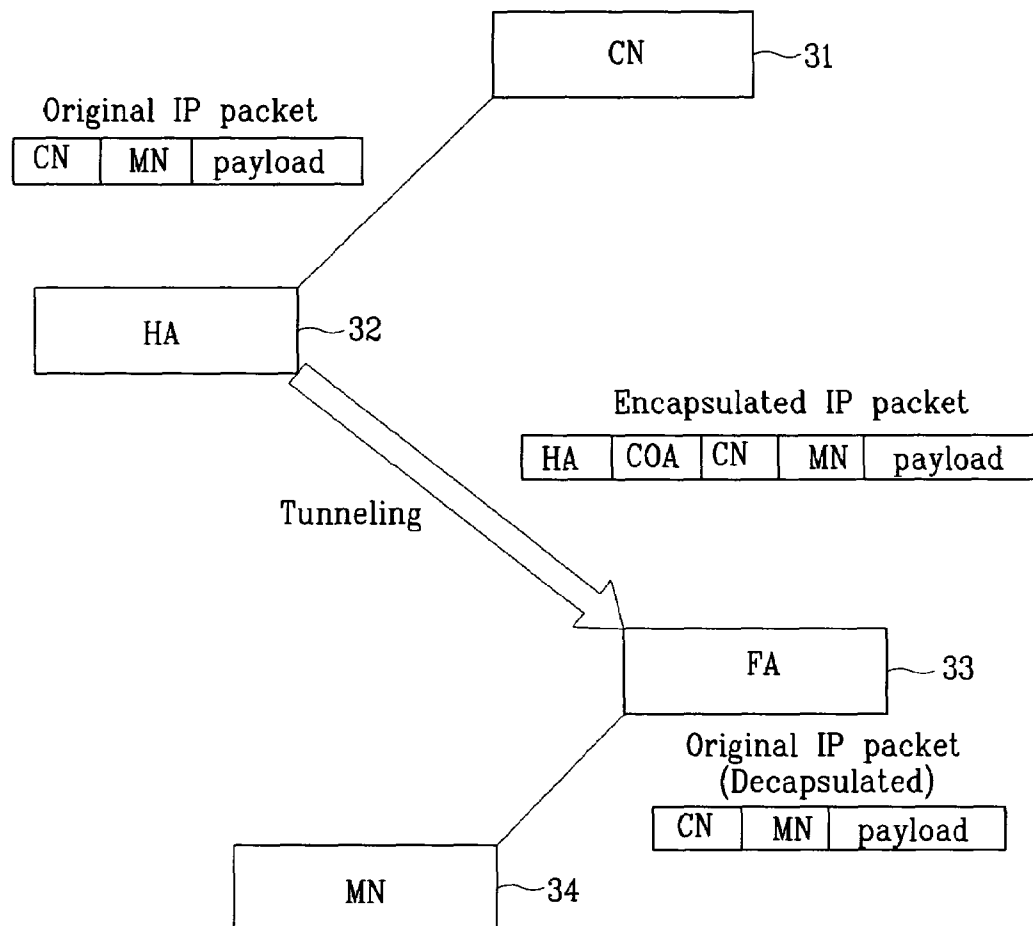 CN
31
Original IP packet
CN MN payload
HA
32
Encapsulated IP packet
HA COA CN MN payload
Tunneling
FA
33
Original IP packet
(Decapsulated)
CN MN payload
MN
34